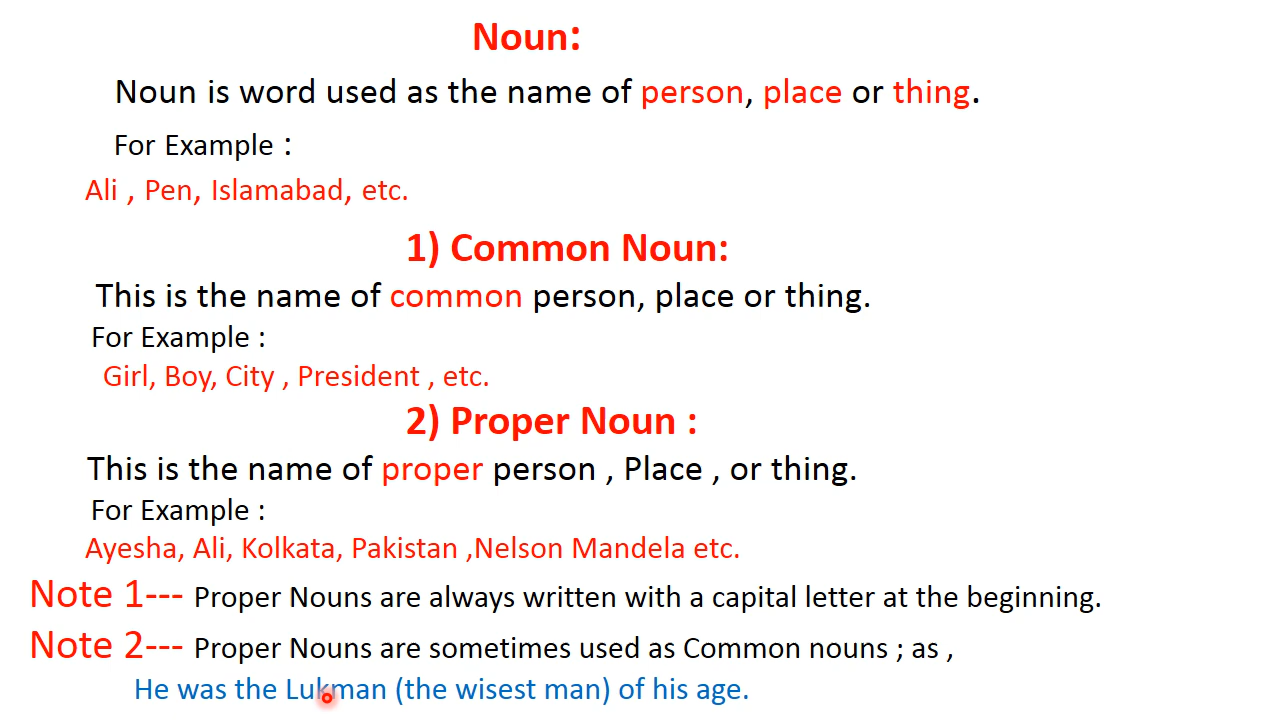 Noun:
Noun is word used as the name of person, place or thing.
For Example :
Ali , Pen, Islamabad, etc.
1) Common Noun:
This is the name of common person, place or thing.
For Example :
Girl, Boy, City , President , etc.
2) Proper Noun :
This is the name of proper person , Place , or thing.
For Example :
Ayesha, Ali, Kolkata, Pakistan ,Nelson Mandela etc.
Note 1--- Proper Nouns are always written with a capital letter at the beginning.
Note 2--- Proper Nouns are sometimes used as Common nouns ; as ,
He was the Lukman (the wisest man) of his age.